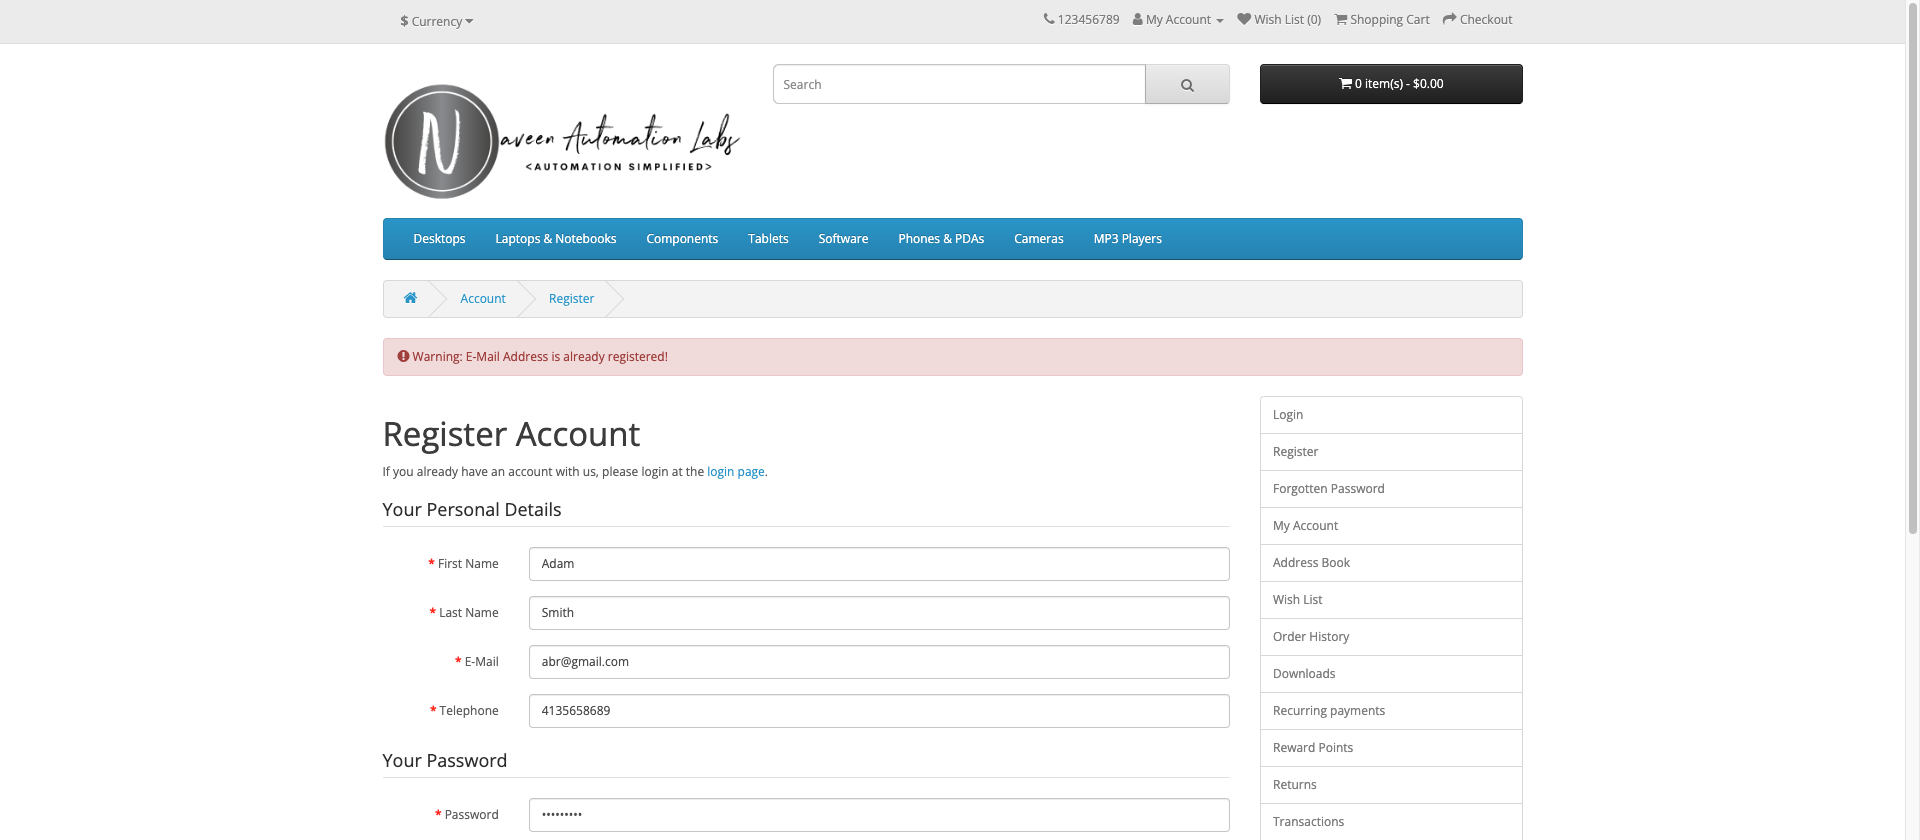 $ Currency
123456789 My Account Wish List (0) Shopping Cart Checkout
Search
0 item(s) - $0.00
N aveen Automation Labs
<AUTOMATION SIMPLIFIED>
Desktops Laptops & Notebooks Components Tablets Software Phones & PDAs Cameras MP3 Players
Account Register
Warning: E-Mail Address is already registered!
Register Account
If you already have an account with us, please login at the login page.
Your Personal Details
* First Name Adam
* Last Name Smith
* E-Mail abr@gmail.com
* Telephone 4135658689
Your Password
* Password •••••••••
Login
Register
Forgotten Password
My Account
Address Book
Wish List
Order History
Downloads
Recurring payments
Reward Points
Returns
Transactions